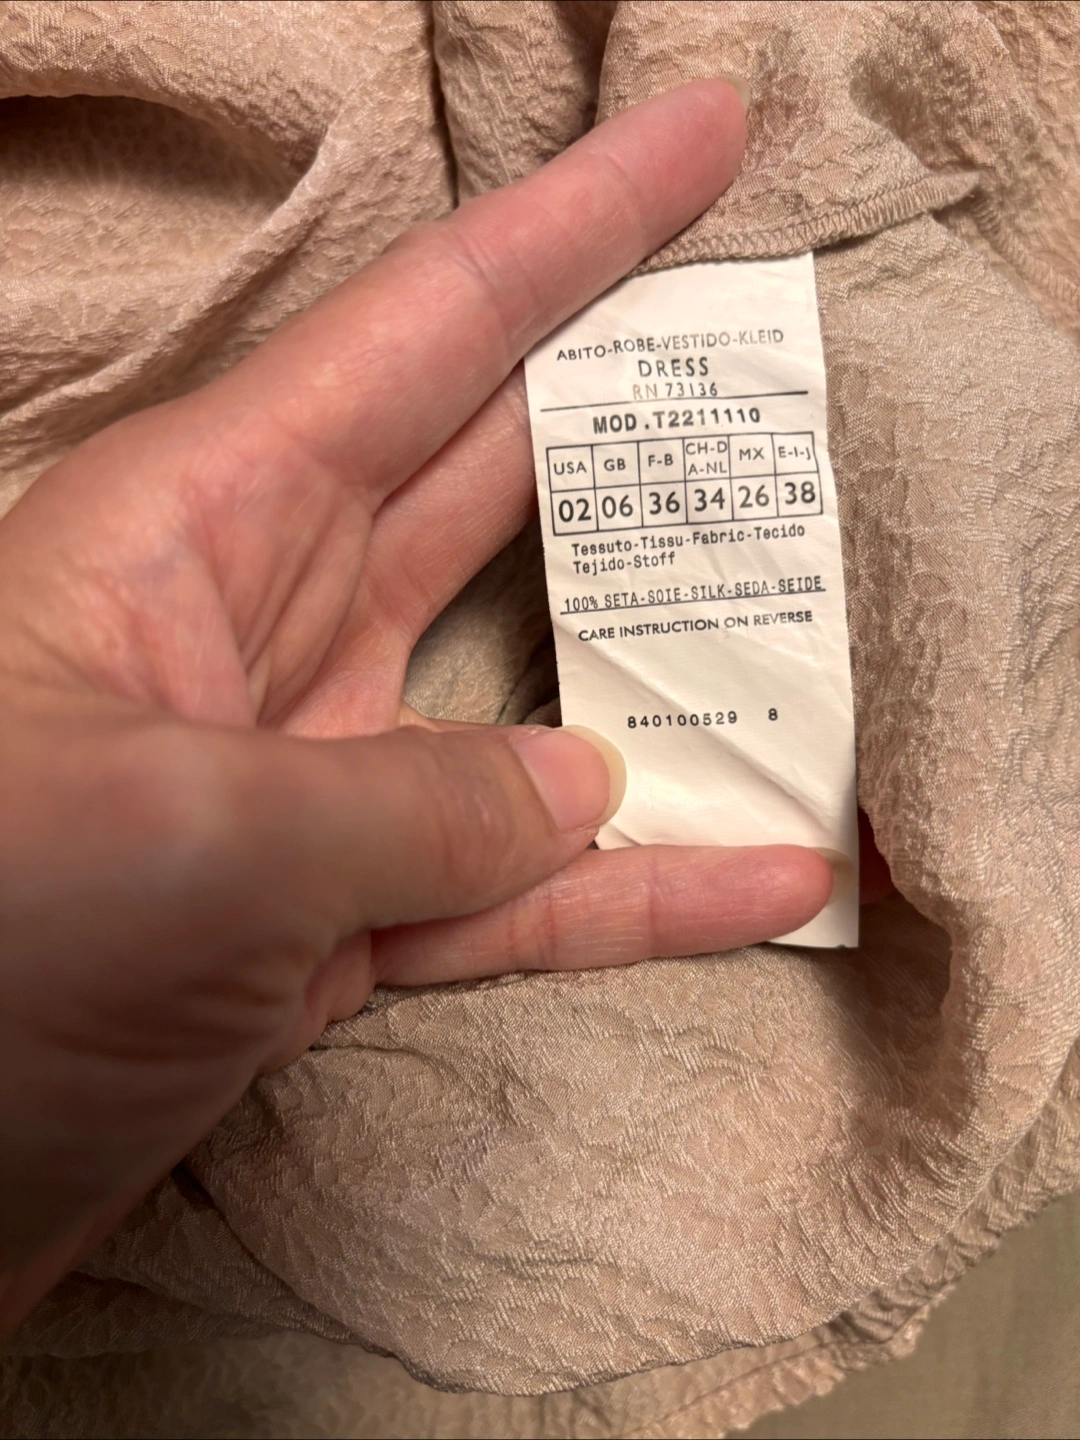 ABITO-ROBE-VESTIDO-KLEID
DRESS
RN 73136
MOD.T2211110
USA GB F-B CH-D A-NL MX E-I-J
02 06 36 34 26 38
Tessuto-Tissu-Fabric-Tecido
Tejido-Stoff
100% SETA-SOIE-SILK-SEDA-SEIDE
CARE INSTRUCTION ON REVERSE
840100529 8